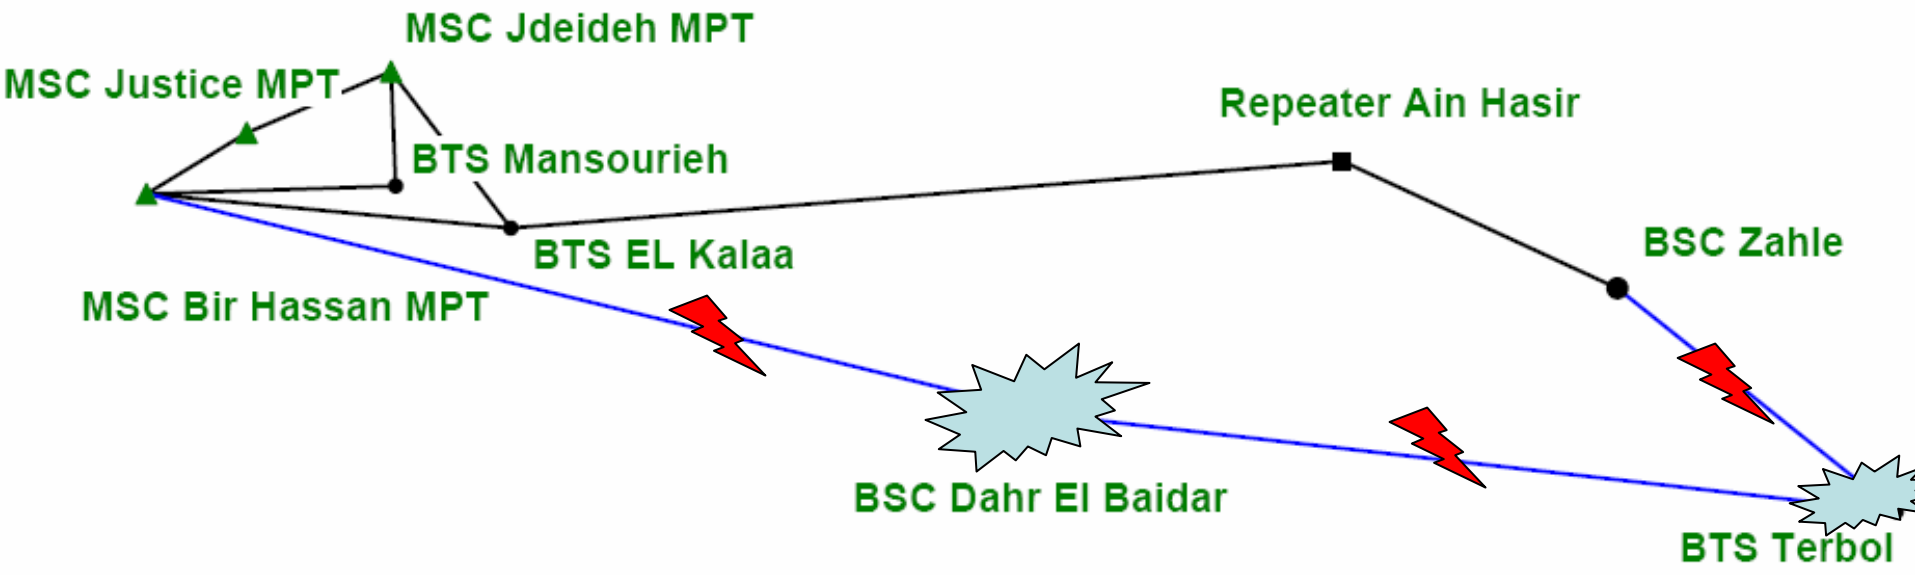 MSC Jdeideh MPT
MSC Justice MPT
Repeater Ain Hasir
BTS Mansourieh
BSC Zahle
BTS EL Kalaa
MSC Bir Hassan MPT
BSC Dahr El Baidar
BTS Terbol